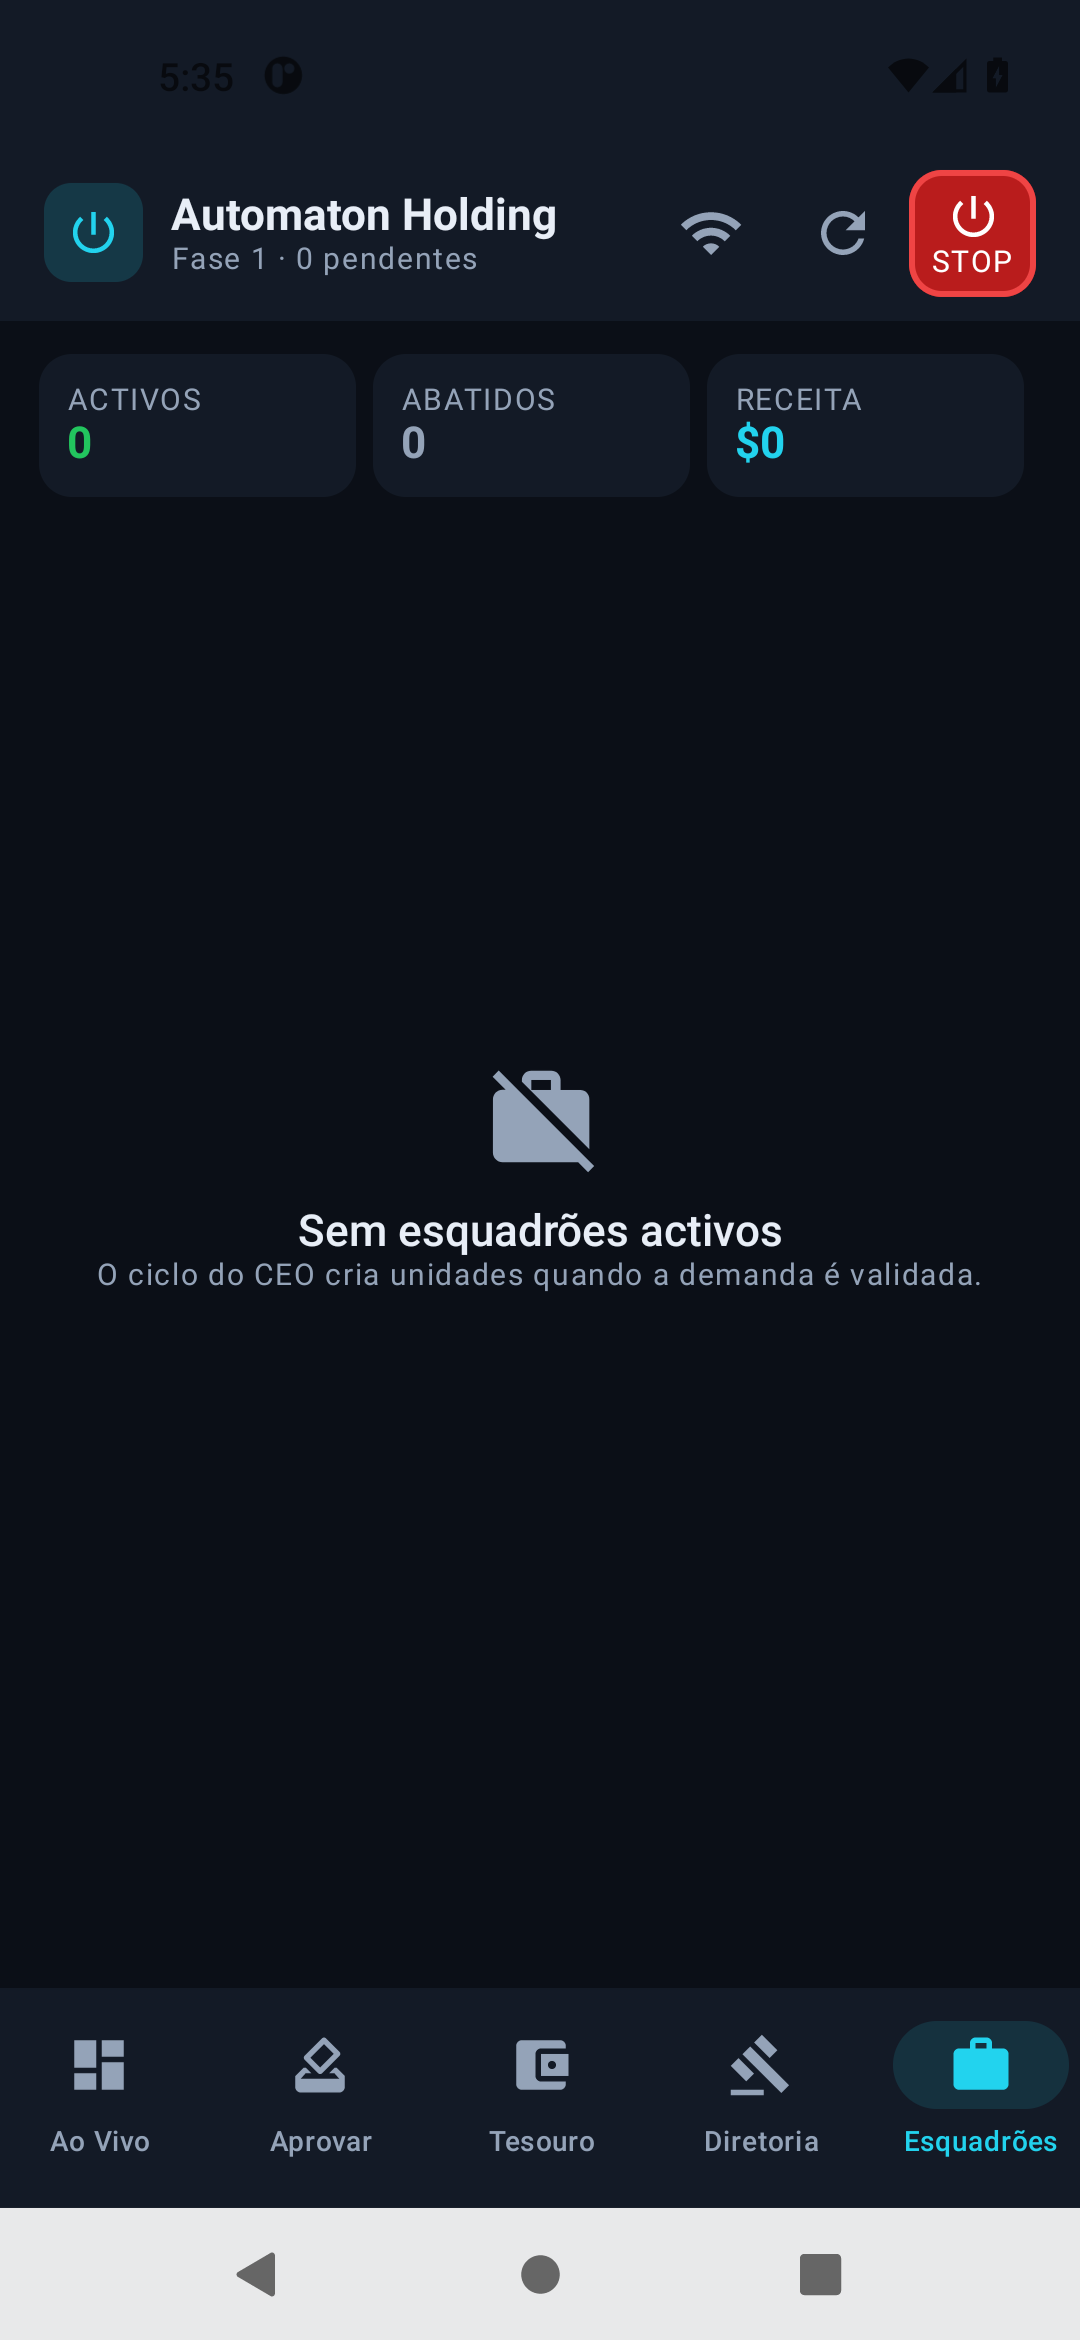 5:35
Automaton Holding
Fase 1 · 0 pendentes
STOP
ACTIVOS
0
ABATIDOS
0
RECEITA
$0
Sem esquadrões activos
O ciclo do CEO cria unidades quando a demanda é validada.
Ao Vivo
Aprovar
Tesouro
Diretoria
Esquadrões